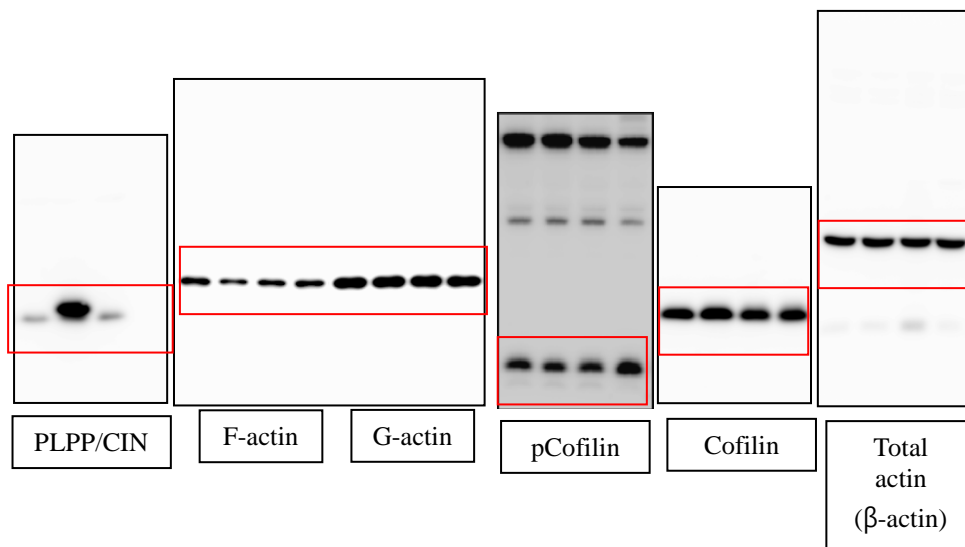 PLPP/CIN
F-actin
G-actin
pCofilin
Cofilin
Total
actin
(β-actin)